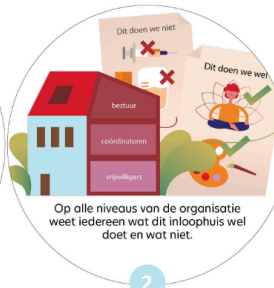 Dit doen we niet
Dit doen we wel
bestuur
coördinatoren
vrijwilligers
Op alle niveaus van de organisatie
weet iedereen wat dit inloophuis wel
doet en wat niet.
2